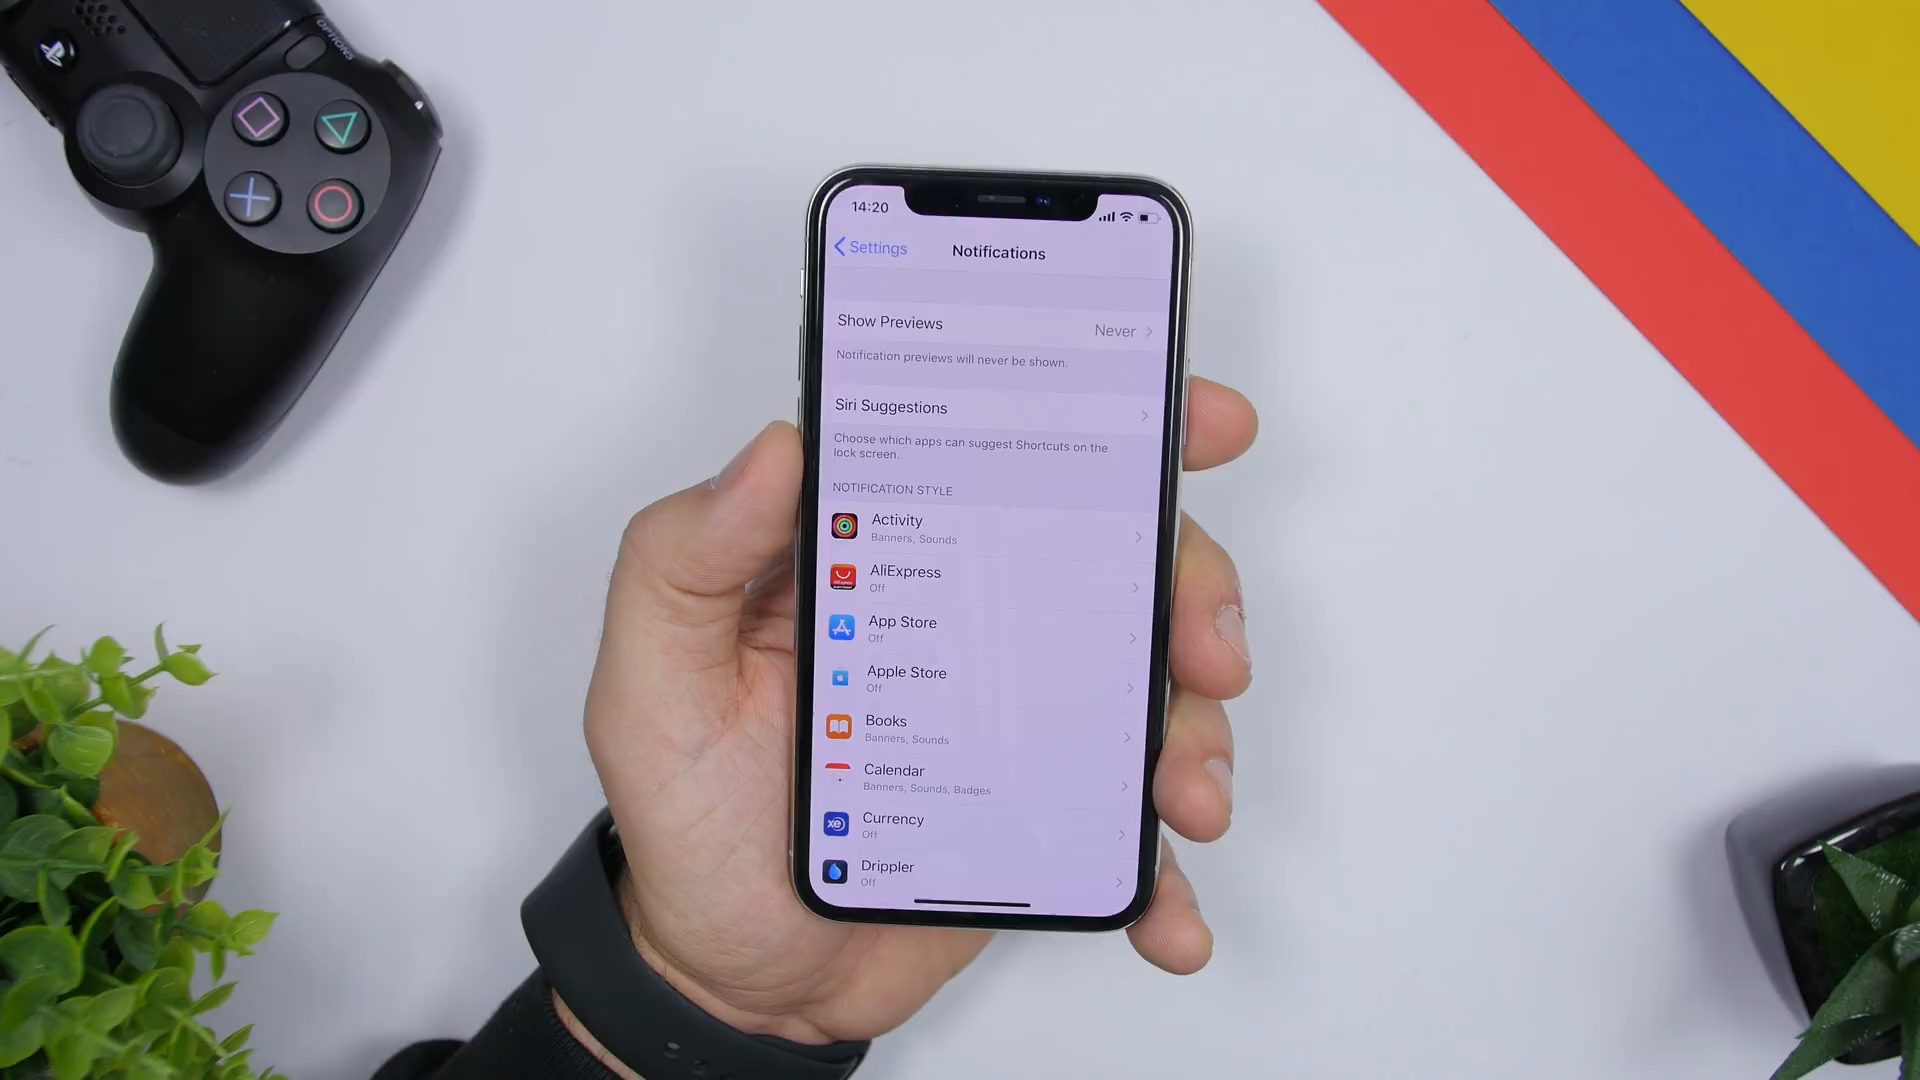 OPTIONS
14:20
Settings
Notifications
Show Previews
Never
Notification previews will never be shown.
Siri Suggestions
Choose which apps can suggest Shortcuts on the
lock screen.
NOTIFICATION STYLE
Activity
Banners, Sounds
AliExpress
Off
App Store
Off
Apple Store
Off
Books
Banners, Sounds
Calendar
Banners, Sounds, Badges
xe
Currency
Off
Drippler
Off